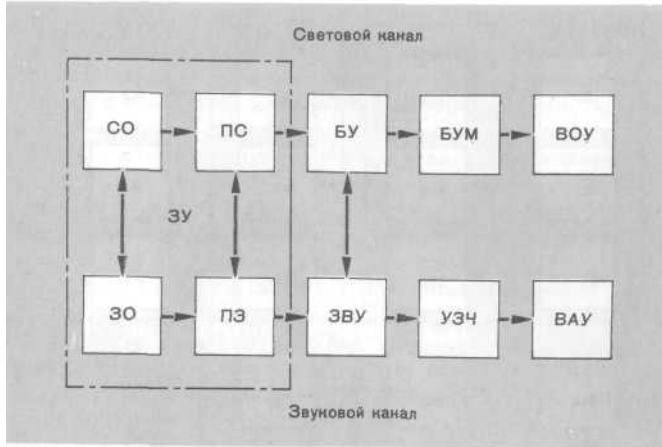 Световой канал
СО ПС БУ БУМ ВОУ
ЗУ
ЗО ПЗ ЗВУ УЗЧ ВАУ
Звуковой канал